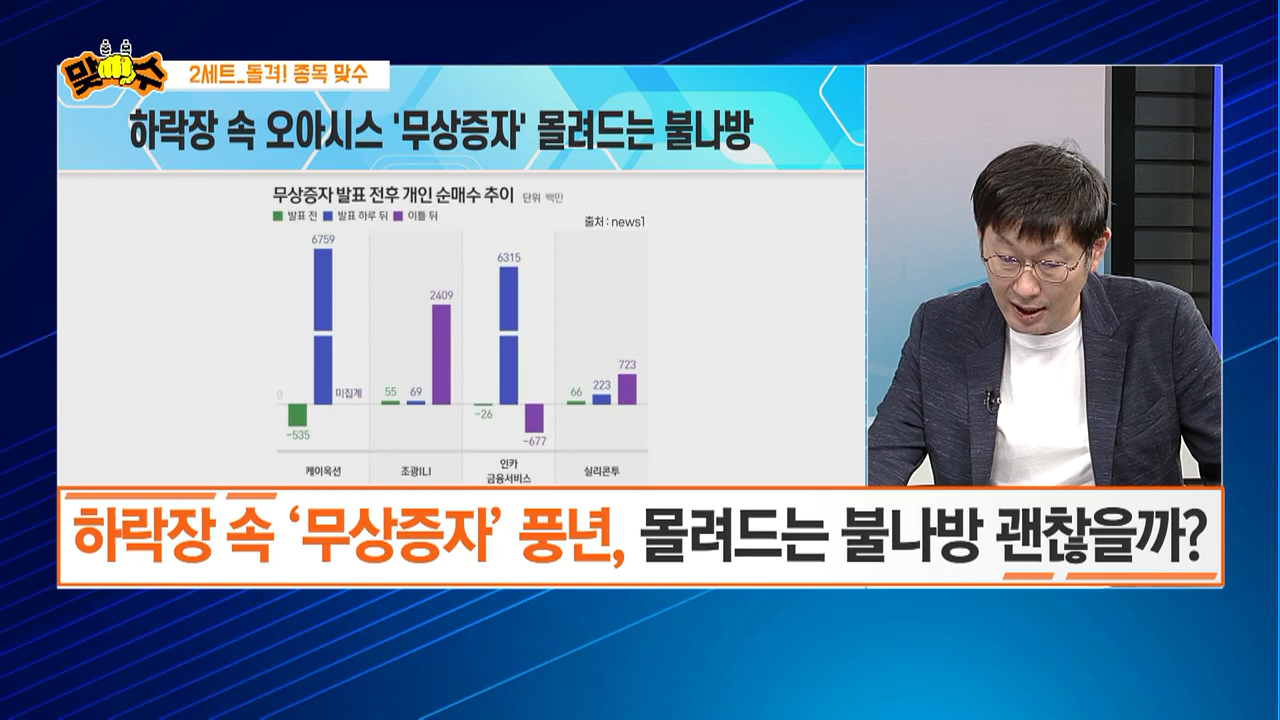 종목
맞수
2세트_돌격! 종목 맞수
하락장 속 오아시스 '무상증자' 몰려드는 불나방
무상증자 발표 전후 개인 순매수 추이 단위 백만
발표 전 발표 하루 뒤 이틀 뒤
출처 : news1
6759
6315
2409
723
0
미집계
55
69
66
223
-26
-535
-677
케이옥션
조광ILI
인카
금융서비스
실리콘투
하락장 속 ‘무상증자’ 풍년, 몰려드는 불나방 괜찮을까?